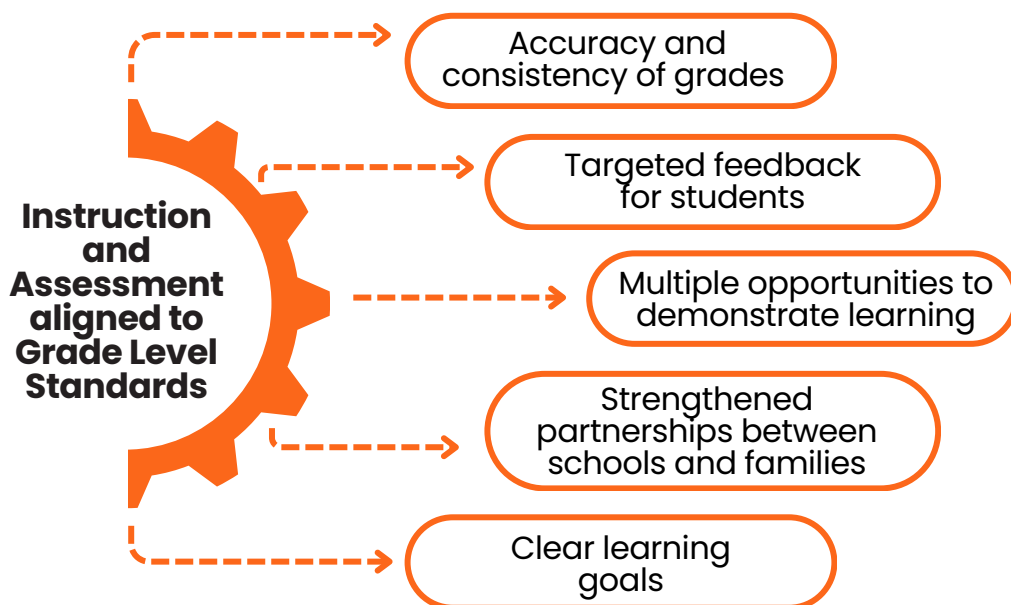 Instruction
and
Assessment
aligned to
Grade Level
Standards
Accuracy and
consistency of grades
Targeted feedback
for students
Multiple opportunities to
demonstrate learning
Strengthened
partnerships between
schools and families
Clear learning
goals